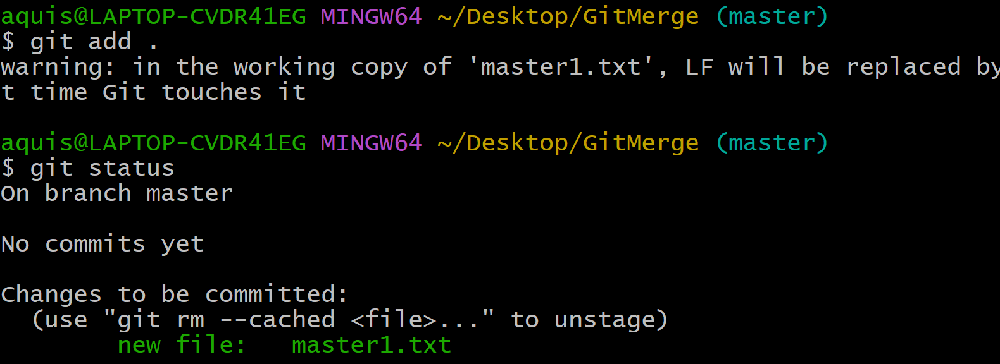 aquis@LAPTOP-CVDR41EG MINGW64 ~/Desktop/GitMerge (master)
$ git add .
warning: in the working copy of 'master1.txt', LF will be replaced by
t time Git touches it
aquis@LAPTOP-CVDR41EG MINGW64 ~/Desktop/GitMerge (master)
$ git status
On branch master
No commits yet
Changes to be committed:
  (use "git rm --cached <file>..." to unstage)
        new file:   master1.txt